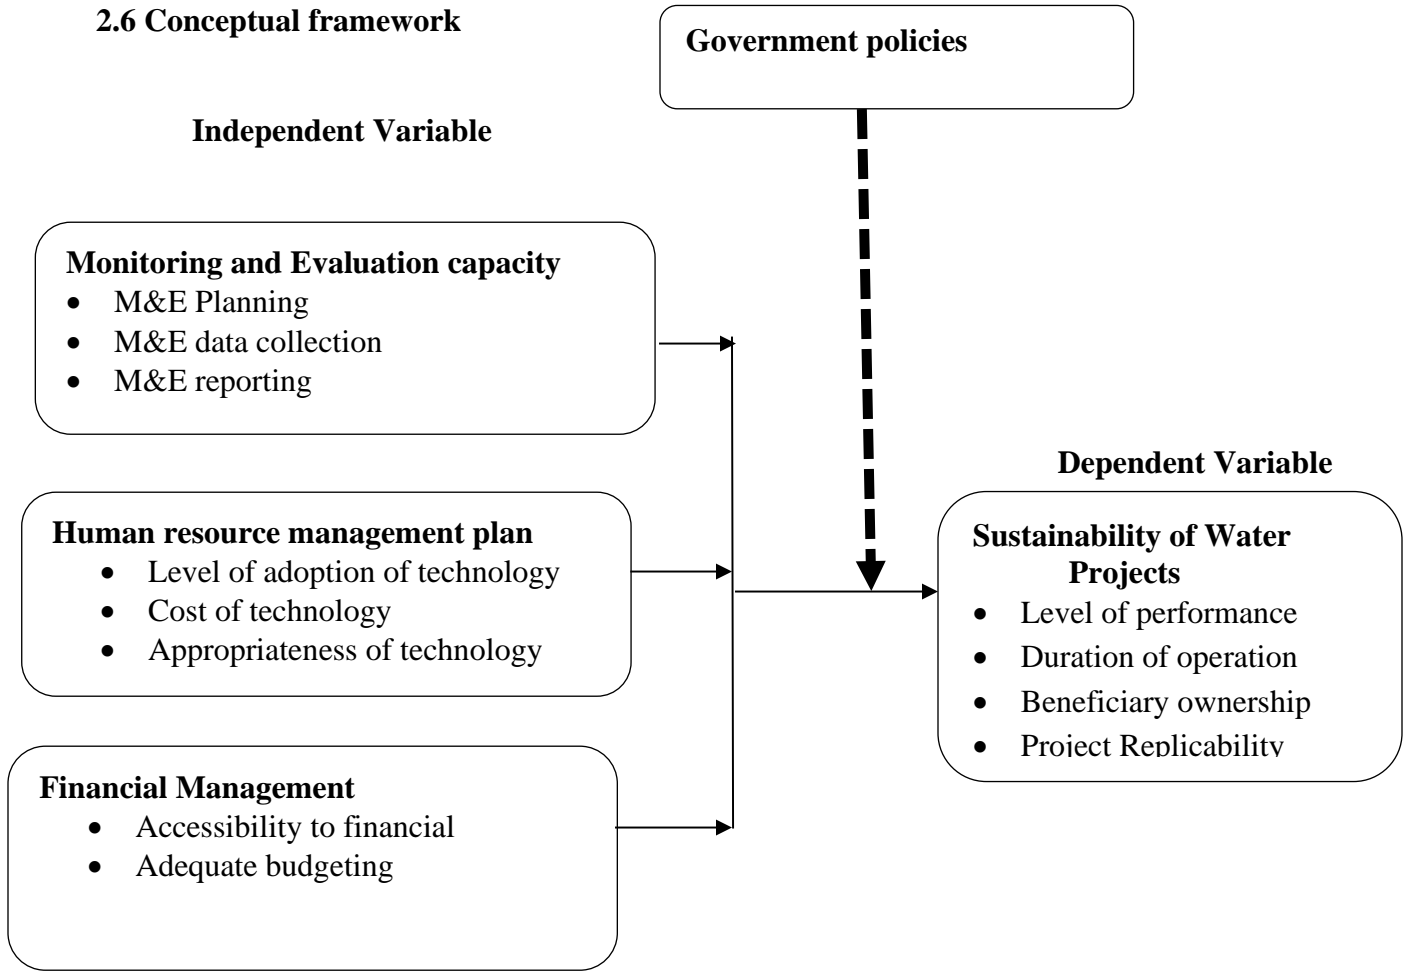 2.6 Conceptual framework
Government policies
Independent Variable
Monitoring and Evaluation capacity
• M&E Planning
• M&E data collection
• M&E reporting
Human resource management plan
• Level of adoption of technology
• Cost of technology
• Appropriateness of technology
Financial Management
• Accessibility to financial
• Adequate budgeting
Dependent Variable
Sustainability of Water
Projects
• Level of performance
• Duration of operation
• Beneficiary ownership
• Project Replicability